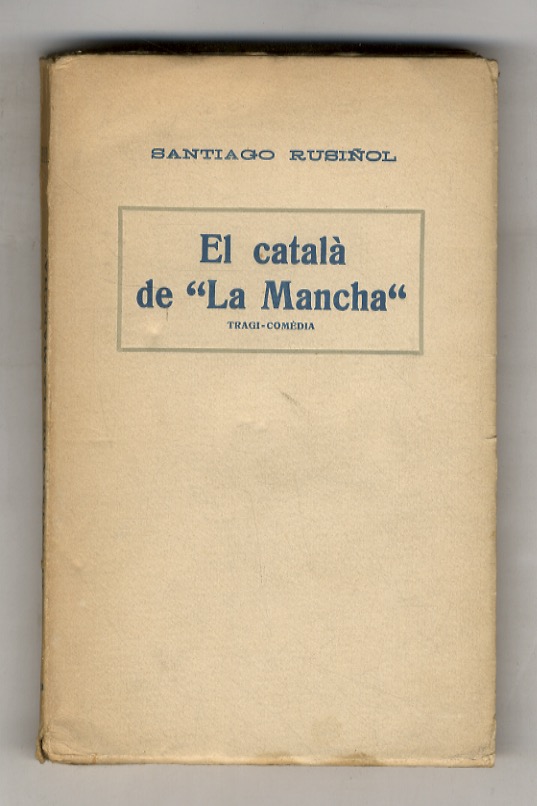 SANTIAGO RUSIÑOL
El català
de “La Mancha“
TRAGI-COMÈDIA